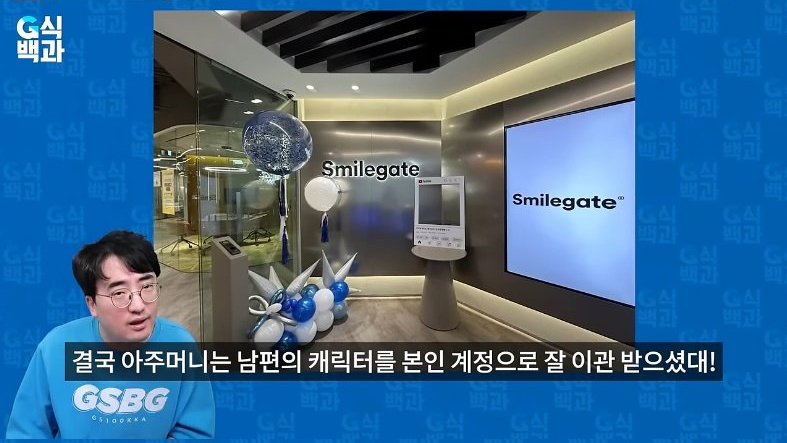 G식
백과
Smilegate
Smilegate
결국 아주머니는 남편의 캐릭터를 본인 계정으로 잘 이관 받으셨대!
GSBG
GSIOOKKA